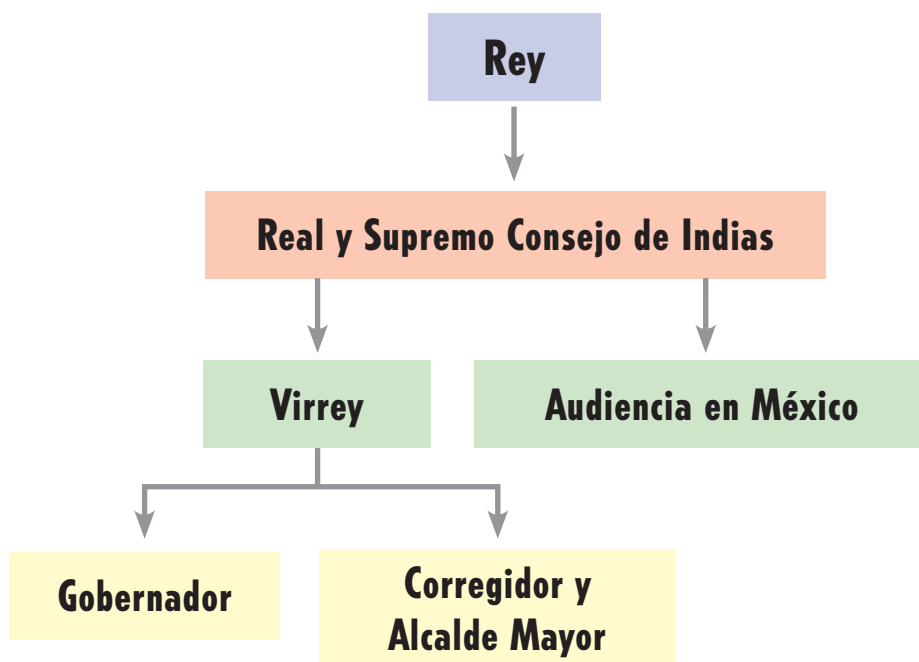 Rey
Real y Supremo Consejo de Indias
Virrey
Audiencia en México
Gobernador
Corregidor y
Alcalde Mayor